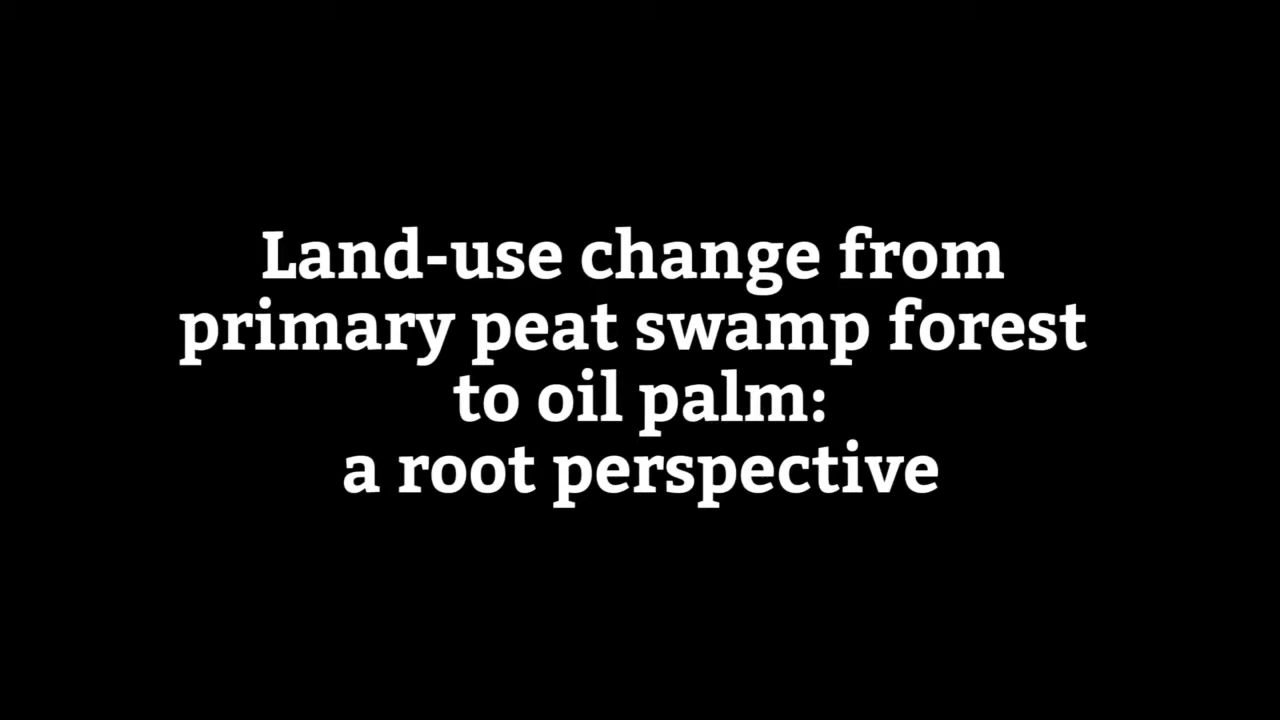 Land-use change from
primary peat swamp forest
to oil palm:
a root perspective